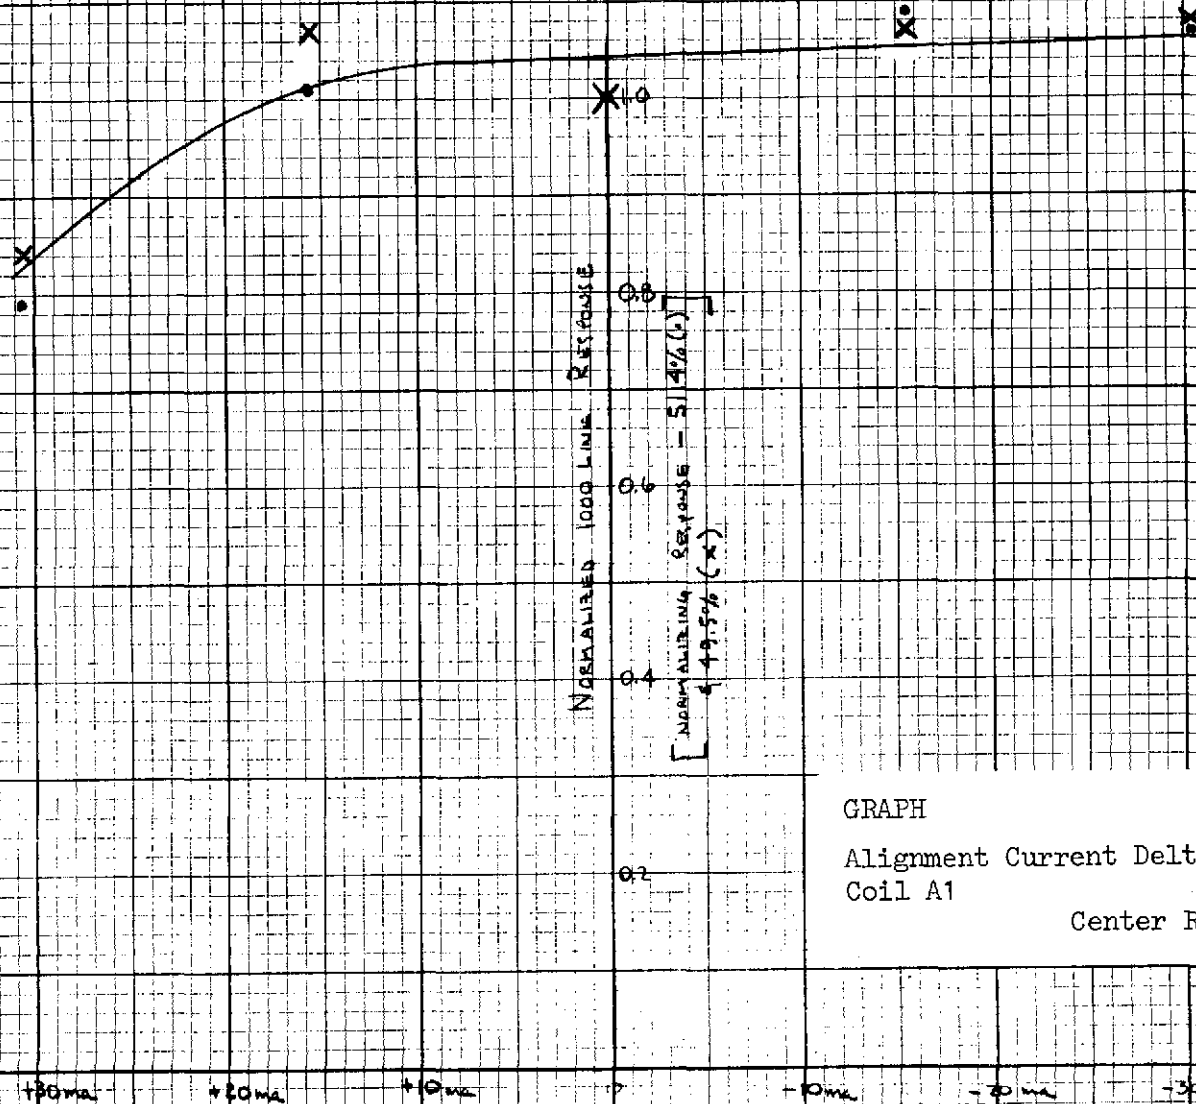 1.0
0.8
0.6
0.4
0.2
NORMALIZED 1000 LINE RESPONSE
[NORMALIZING RESPONSE - 51.4% (•)
& 49.5% (x)]
GRAPH
Alignment Current Delt
Coil A1
Center R
+30ma +20ma +10ma 0 -10ma -20ma -30